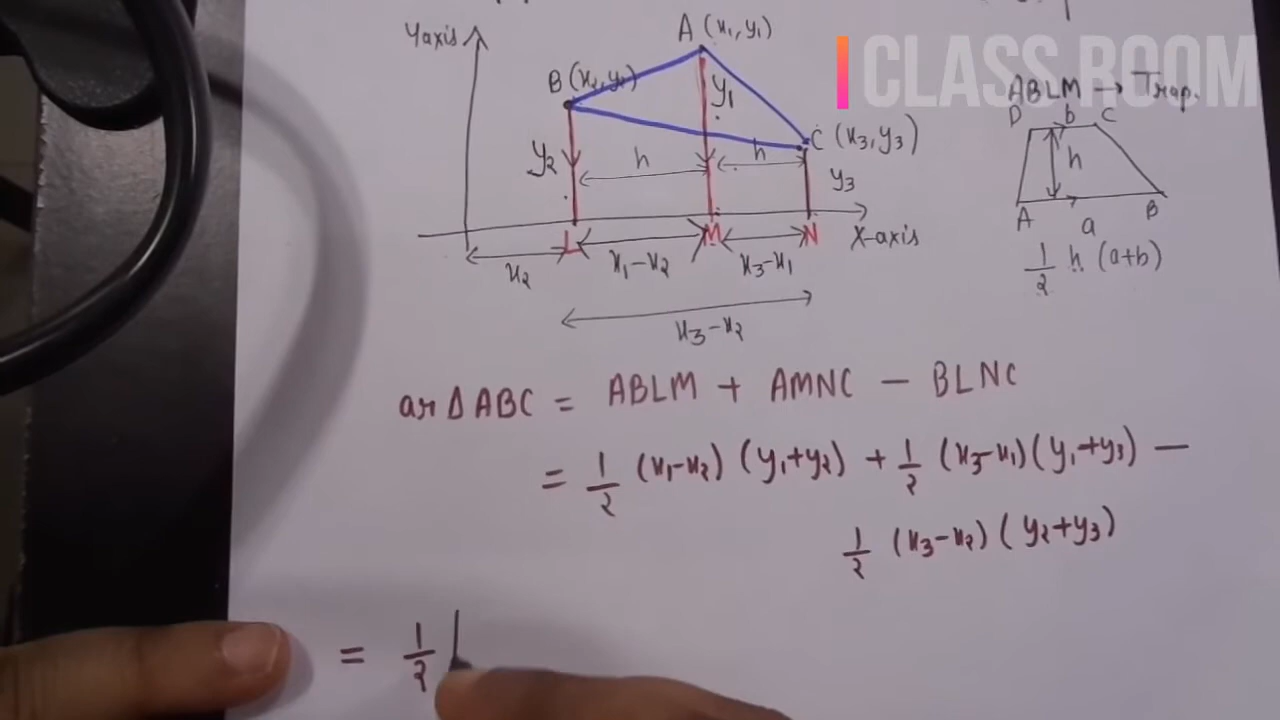 CLASS ROOM
Y axis
A (x₁, y₁)
B (x₂, y₂)
y₁
ABLM → Trap.
D b C
C (x₃, y₃)
y₂ h h y₃
h
A a B
L M N X-axis
x₂ x₁-x₂ x₃-x₁
1/2 h (a+b)
x₃-x₂
ar Δ ABC = ABLM + AMNC - BLNC
= 1/2 (x₁-x₂) (y₁+y₂) + 1/2 (x₃-x₁) (y₁+y₃) -
1/2 (x₃-x₂) (y₂+y₃)
= 1/2 |